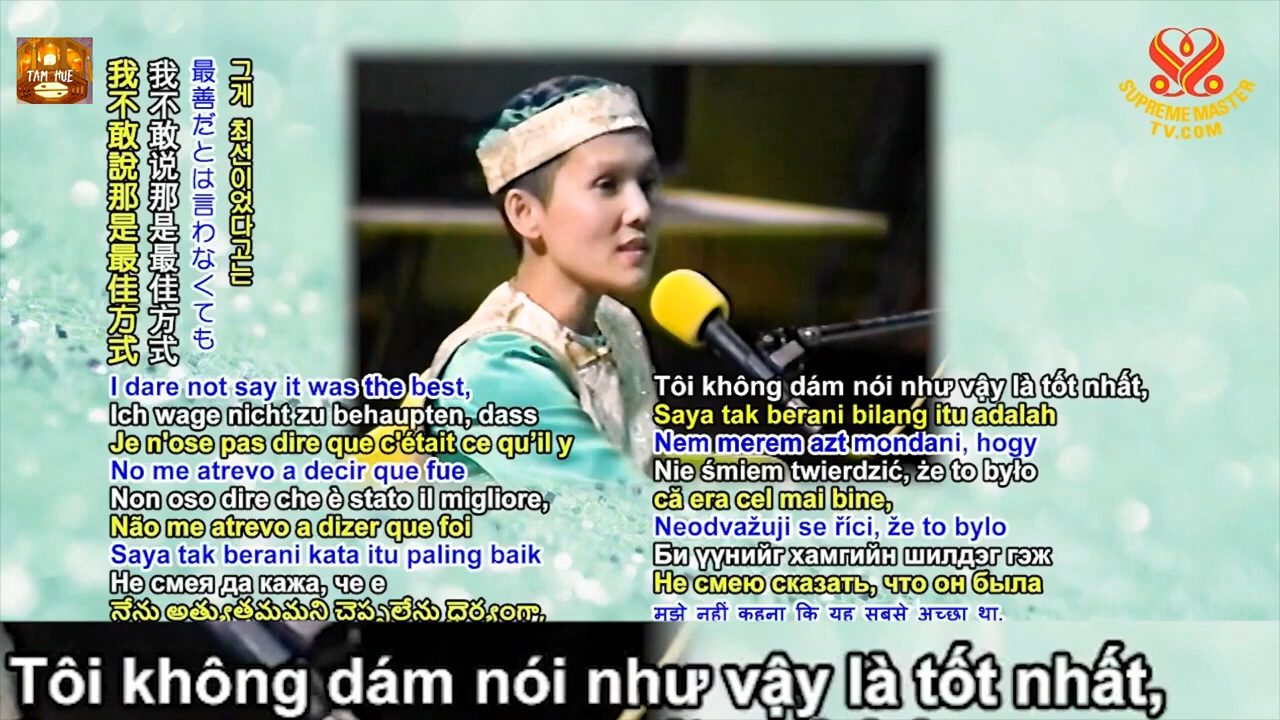 TAM HUE
SUPREME MASTER
TV.COM
그게 최선이었다고는
最善だとは言わなくても
我不敢说那是最佳方式
我不敢說那是最佳方式
I dare not say it was the best,
Ich wage nicht zu behaupten, dass
Je n'ose pas dire que c'était ce qu’il y
No me atrevo a decir que fue
Non oso dire che è stato il migliore,
Não me atrevo a dizer que foi
Saya tak berani kata itu paling baik
Не смея да кажа, че е
నేను అత్యుత్తమమని చెప్పలేను ధైర్యంగా,
Tôi không dám nói như vậy là tốt nhất,
Saya tak berani bilang itu adalah
Nem merem azt mondani, hogy
Nie śmiem twierdzić, że to było
că era cel mai bine,
Neodvažuji se říci, že to bylo
Би үүнийг хамгийн шилдэг гэж
Не смею сказать, что он была
मुझे नहीं कहना कि यह सबसे अच्छा था,
Tôi không dám nói như vậy là tốt nhất,